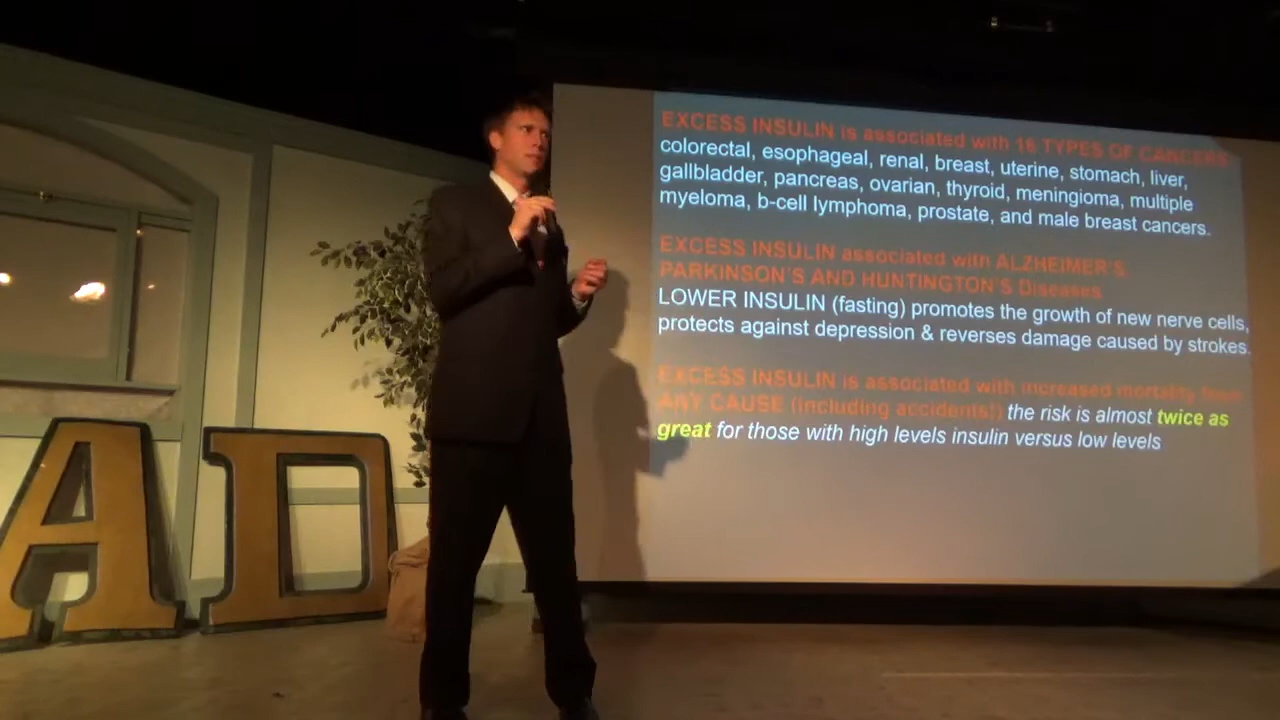 EXCESS INSULIN is associated with 16 TYPES OF CANCERS
colorectal, esophageal, renal, breast, uterine, stomach, liver,
gallbladder, pancreas, ovarian, thyroid, meningioma, multiple
myeloma, b-cell lymphoma, prostate, and male breast cancers.
EXCESS INSULIN associated with ALZHEIMER'S,
PARKINSON'S AND HUNTINGTON'S Diseases
LOWER INSULIN (fasting) promotes the growth of new nerve cells,
protects against depression & reverses damage caused by strokes.
EXCESS INSULIN is associated with increased mortality from
ANY CAUSE (including accidents!) the risk is almost twice as
great for those with high levels insulin versus low levels
AD